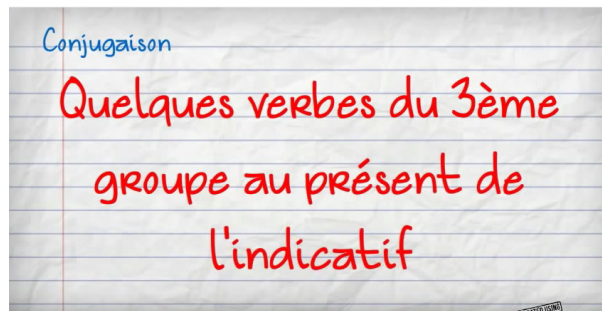 Conjugaison
Quelques verbes du 3ème
groupe au présent de
l'indicatif